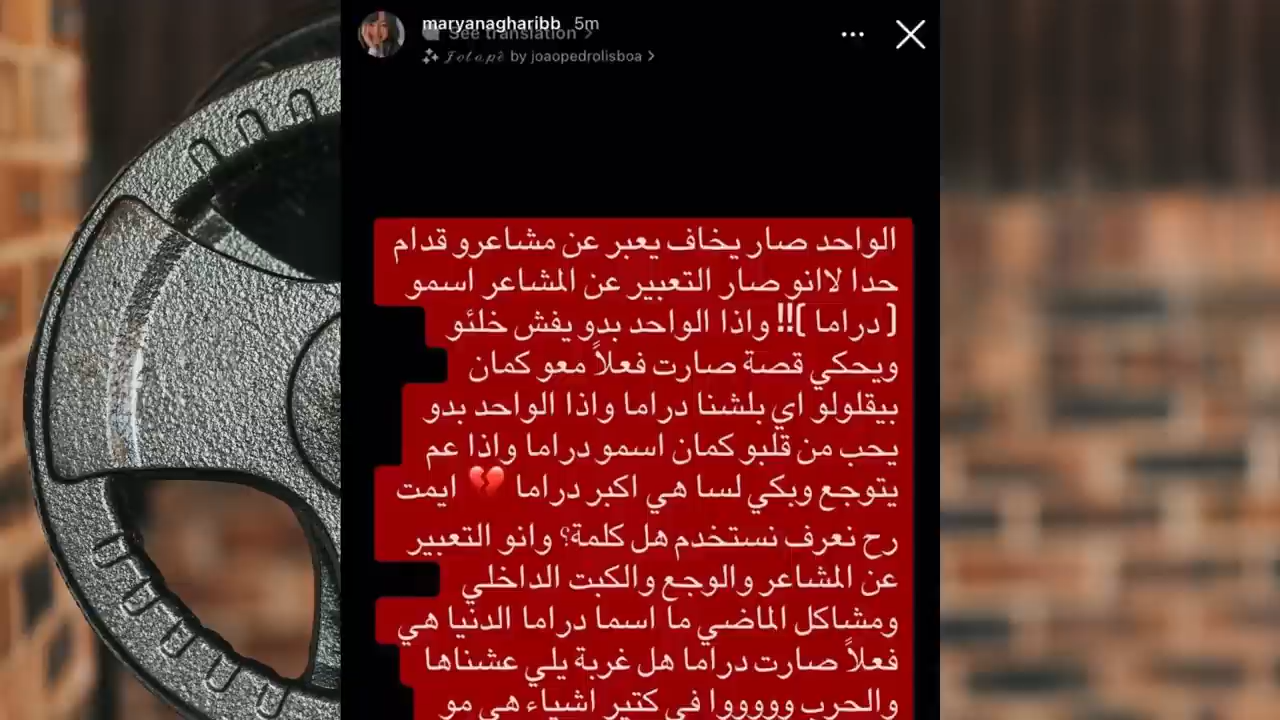 maryanagharibb 5m
See translation >
𝒥ℴ𝓉𝒶𝓅ℯ̂ by joaopedrolisboa >
الواحد صار يخاف يعبر عن مشاعرو قدام
حدا لاانو صار التعبير عن المشاعر اسمو
( دراما )!! واذا الواحد بدو يفش خلئو
ويحكي قصة صارت فعلاً معو كمان
بيقلولو اي بلشنا دراما واذا الواحد بدو
يحب من قلبو كمان اسمو دراما واذا عم
يتوجع وبكي لسا هي اكبر دراما 💔 ايمت
رح نعرف نستخدم هل كلمة؟ وانو التعبير
عن المشاعر والوجع والكبت الداخلي
ومشاكل الماضي ما اسما دراما الدنيا هي
فعلاً صارت دراما هل غربة يلي عشناها
والحرب ووووو‌ا في كتير اشياء هي مو